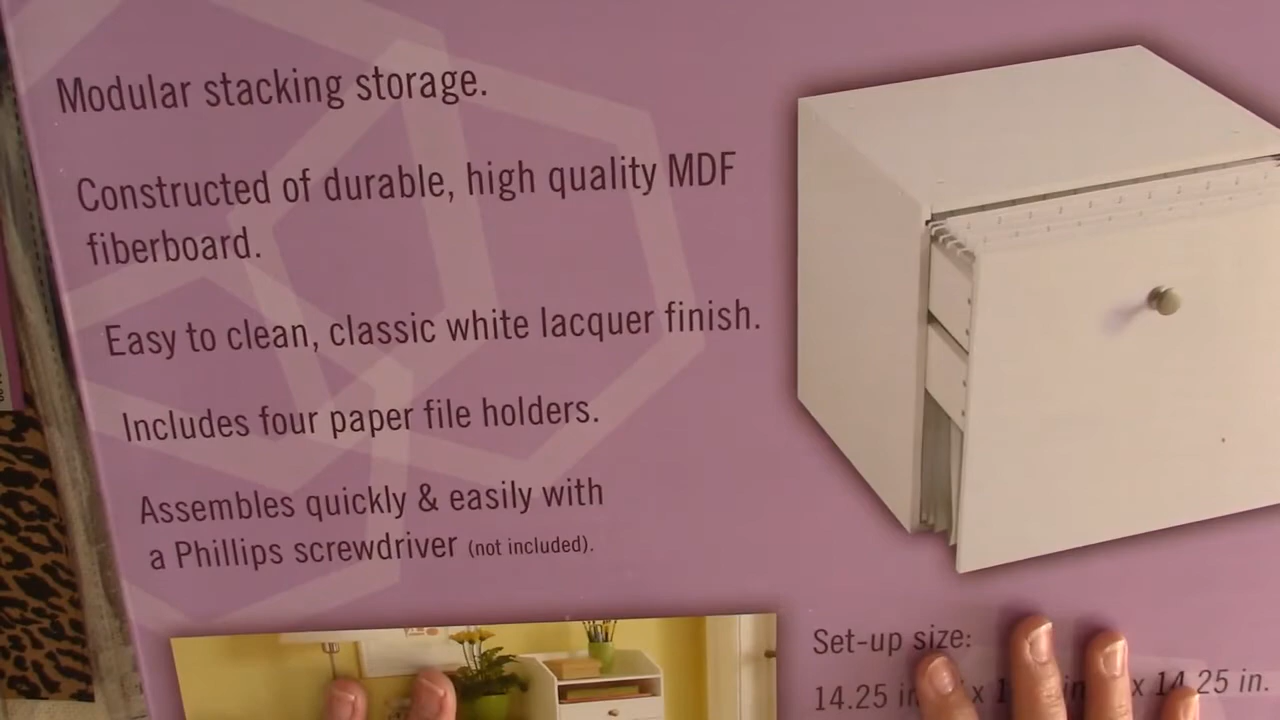 Modular stacking storage.
Constructed of durable, high quality MDF
fiberboard.
Easy to clean, classic white lacquer finish.
Includes four paper file holders.
Assembles quickly & easily with
a Phillips screwdriver (not included).
Set-up size:
14.25 in. x in. x 14.25 in.